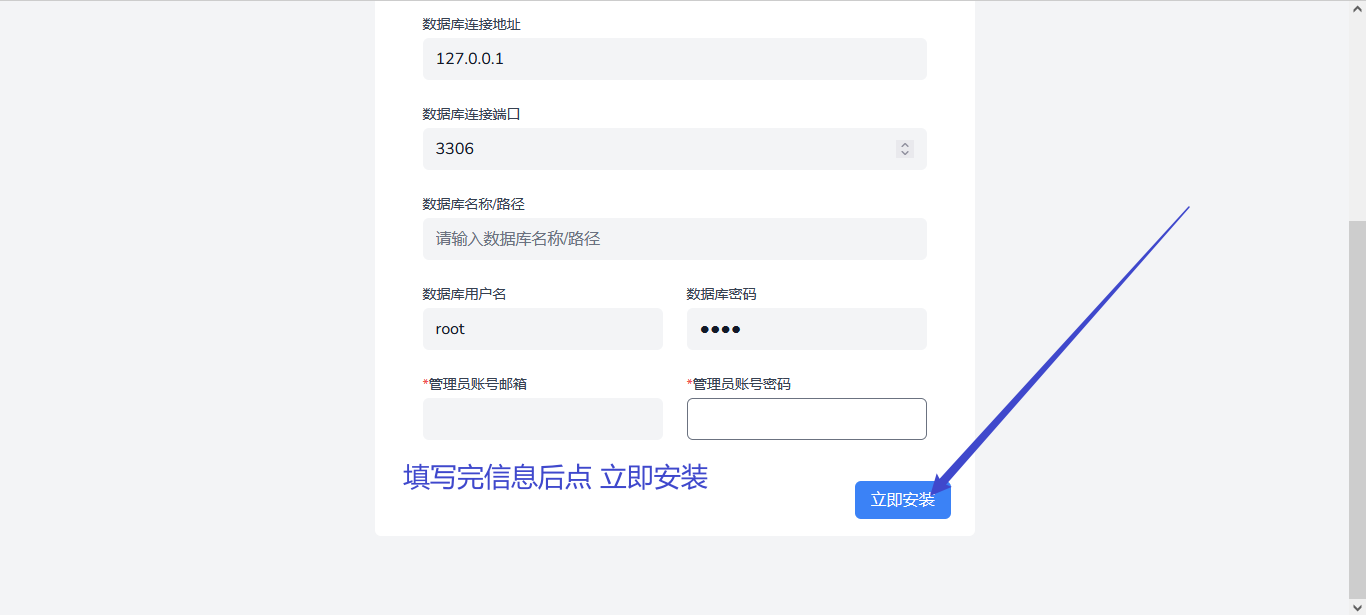 数据库连接地址
127.0.0.1
数据库连接端口
3306
数据库名称/路径
请输入数据库名称/路径
数据库用户名 数据库密码
root ●●●●
*管理员账号邮箱 *管理员账号密码
填写完信息后点 立即安装
立即安装